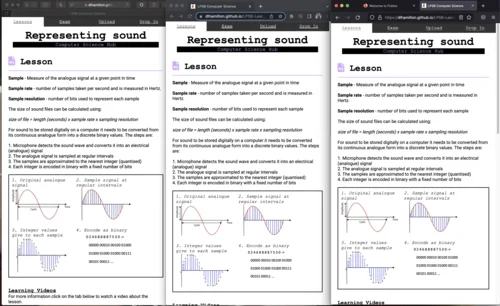 dlhamilton.github.io
Lesson Exam Upload Drop In
Representing sound
Computer Science Hub
Lesson
Sample - Measure of the analogue signal at a given point in time
Sample rate - number of samples taken per second and is measured in Hertz.
Sample resolution - number of bits used to represent each sample
The size of sound files can be calculated using:
size of file = length (seconds) x sample rate x sampling resolution
For sound to be stored digitally on a computer it needs to be converted from
its continuous analogue form into a discrete binary values. The steps are:
1. Microphone detects the sound wave and converts it into an electrical
(analogue) signal
2. The analogue signal is sampled at regular intervals
3. The samples are approximated to the nearest integer (quantised)
4. Each integer is encoded in binary with a fixed number of bits
1. Original analogue
signal
2. Sample signal at
regular intervals
3. Integer values
give to each sample
4. Encode as binary
Learning Videos
For more information click on the tab below to watch a video about the
lesson.
LPSB Computer Science
dlhamilton.github.io/LPSB-
Lesson Exam Upload Drop In
Representing sound
Computer Science Hub
Lesson
Sample - Measure of the analogue signal at a given point in time
Sample rate - number of samples taken per second and is measured in
Hertz.
Sample resolution - number of bits used to represent each sample
The size of sound files can be calculated using:
size of file = length (seconds) x sample rate x sampling resolution
For sound to be stored digitally on a computer it needs to be converted
from its continuous analogue form into a discrete binary values. The steps
are:
1. Microphone detects the sound wave and converts it into an electrical
(analogue) signal
2. The analogue signal is sampled at regular intervals
3. The samples are approximated to the nearest integer (quantised)
4. Each integer is encoded in binary with a fixed number of bits
1. Original analogue
signal
2. Sample signal at
regular intervals
3. Integer values
give to each sample
4. Encode as binary
Welcome to Firefox
LPSB Computer Science
https://dlhamilton.github.io/LPSB-
Lesson Exam Upload Drop In
Representing sound
Computer Science Hub
Lesson
Sample - Measure of the analogue signal at a given point in time
Sample rate - number of samples taken per second and is measured in
Hertz.
Sample resolution - number of bits used to represent each sample
The size of sound files can be calculated using:
size of file = length (seconds) x sample rate x sampling resolution
For sound to be stored digitally on a computer it needs to be converted from
its continuous analogue form into a discrete binary values. The steps are:
1. Microphone detects the sound wave and converts it into an electrical
(analogue) signal
2. The analogue signal is sampled at regular intervals
3. The samples are approximated to the nearest integer (quantised)
4. Each integer is encoded in binary with a fixed number of bits
1. Original analogue
signal
2. Sample signal at
regular intervals
3. Integer values
give to each sample
4. Encode as binary
Learning Videos